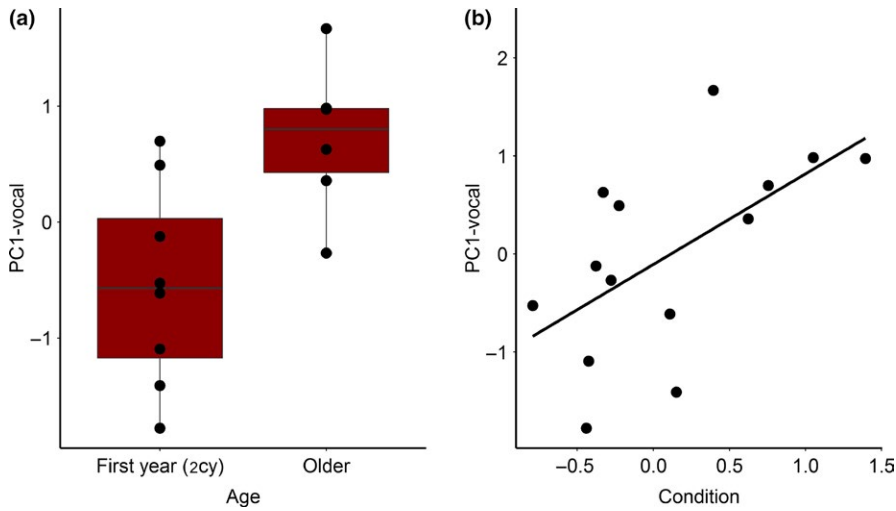 (a)
1
0
−1
PC1-vocal
First year (2cy)
Older
Age
(b)
2
1
0
−1
PC1-vocal
−0.5
0.0
0.5
1.0
1.5
Condition